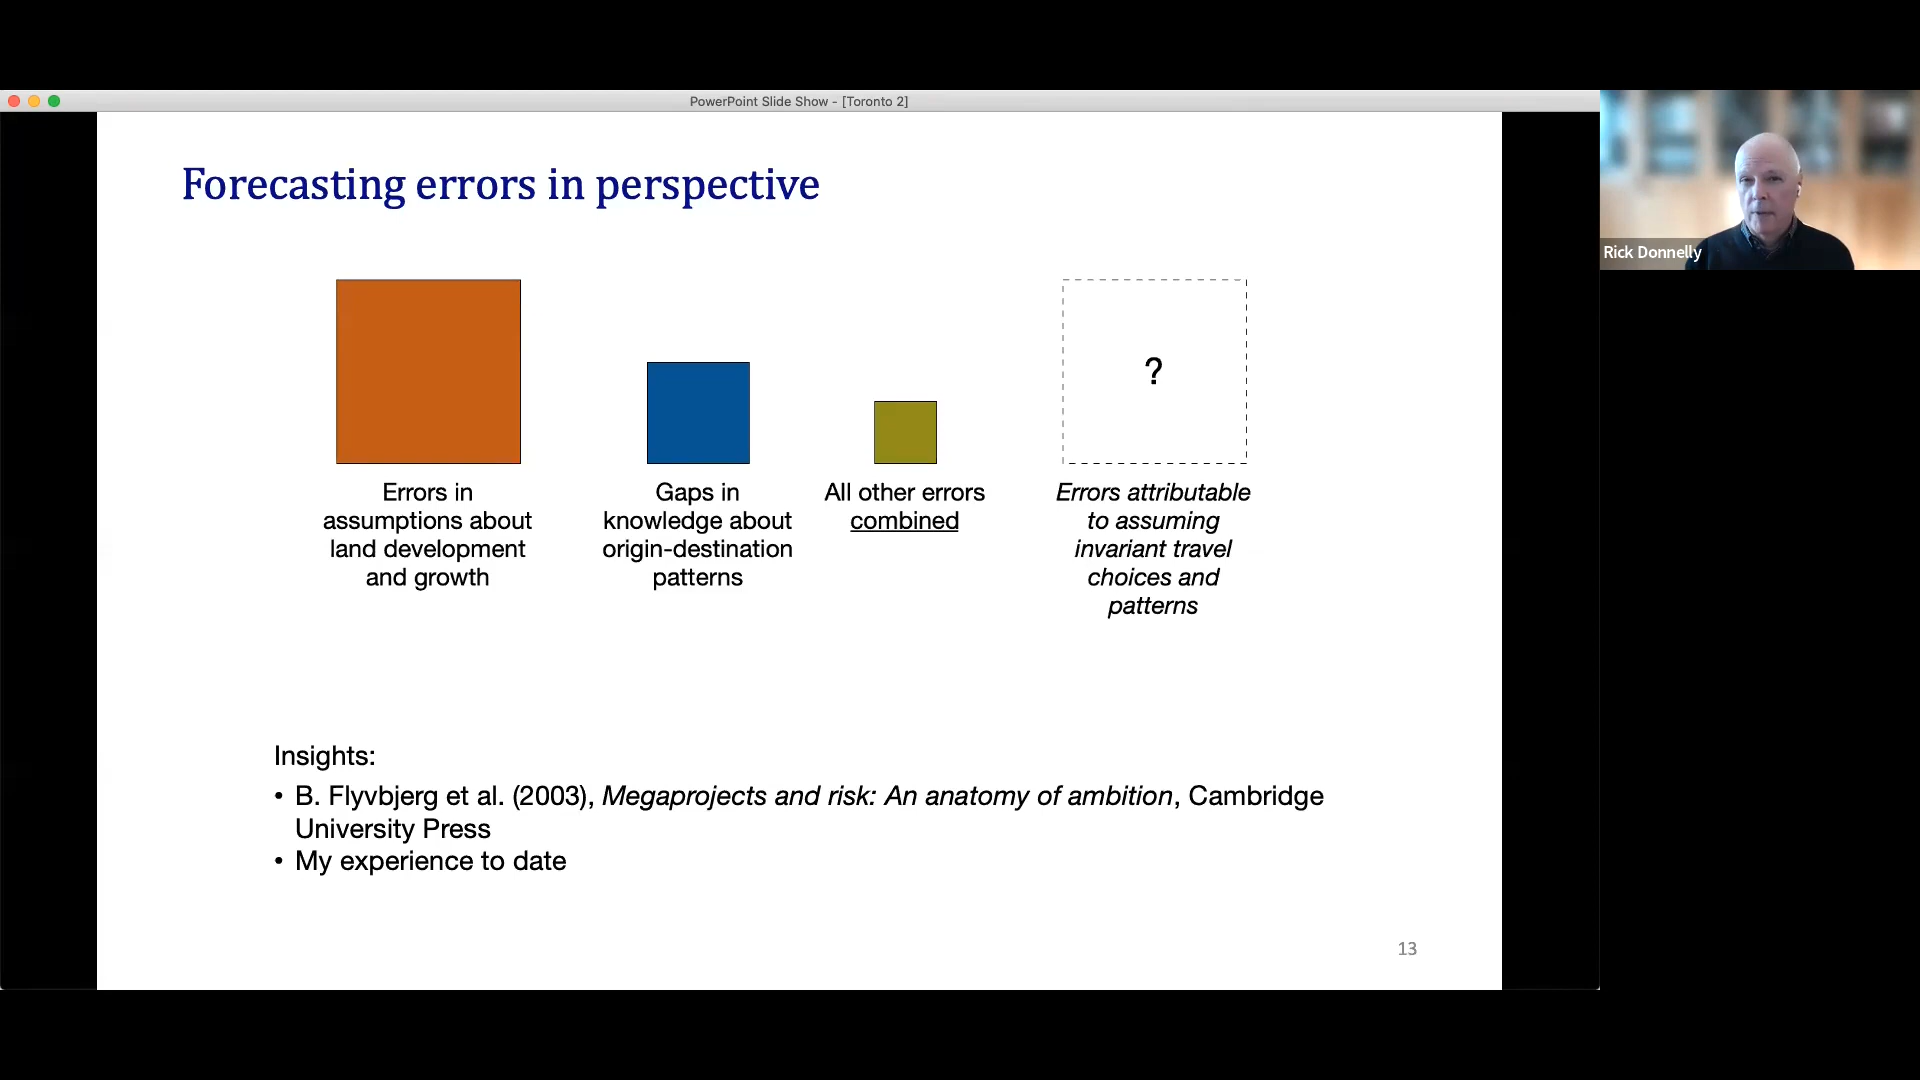 PowerPoint Slide Show - [Toronto 2]
Forecasting errors in perspective
?
Errors in
assumptions about
land development
and growth
Gaps in
knowledge about
origin-destination
patterns
All other errors
combined
Errors attributable
to assuming
invariant travel
choices and
patterns
Insights:
• B. Flyvbjerg et al. (2003), Megaprojects and risk: An anatomy of ambition, Cambridge
University Press
• My experience to date
13
Rick Donnelly